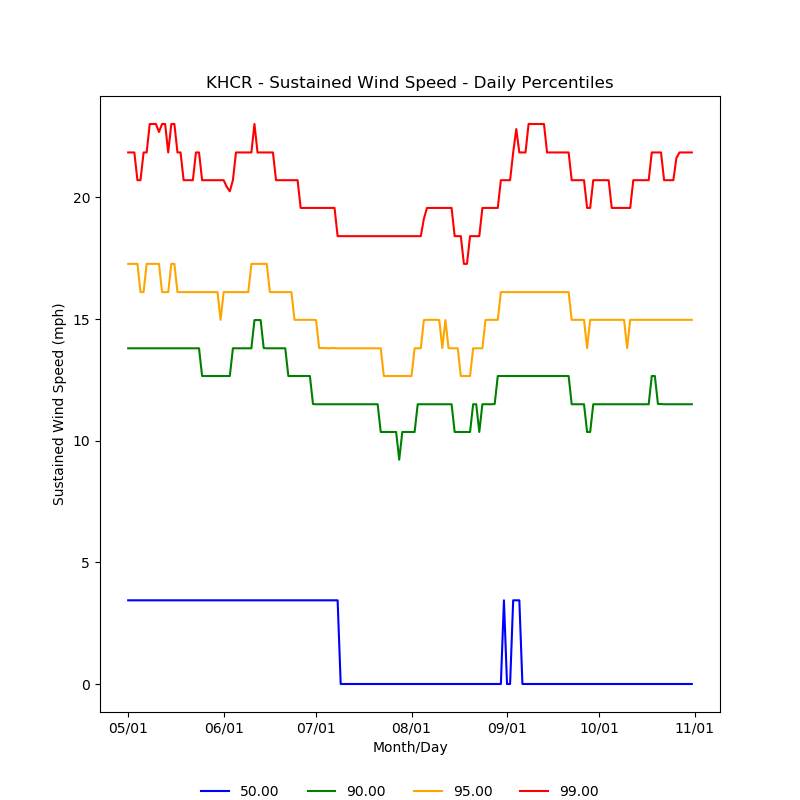 KHCR - Sustained Wind Speed - Daily Percentiles
20
15
10
5
0
Sustained Wind Speed (mph)
05/01 06/01 07/01 08/01 09/01 10/01 11/01
Month/Day
50.00 90.00 95.00 99.00